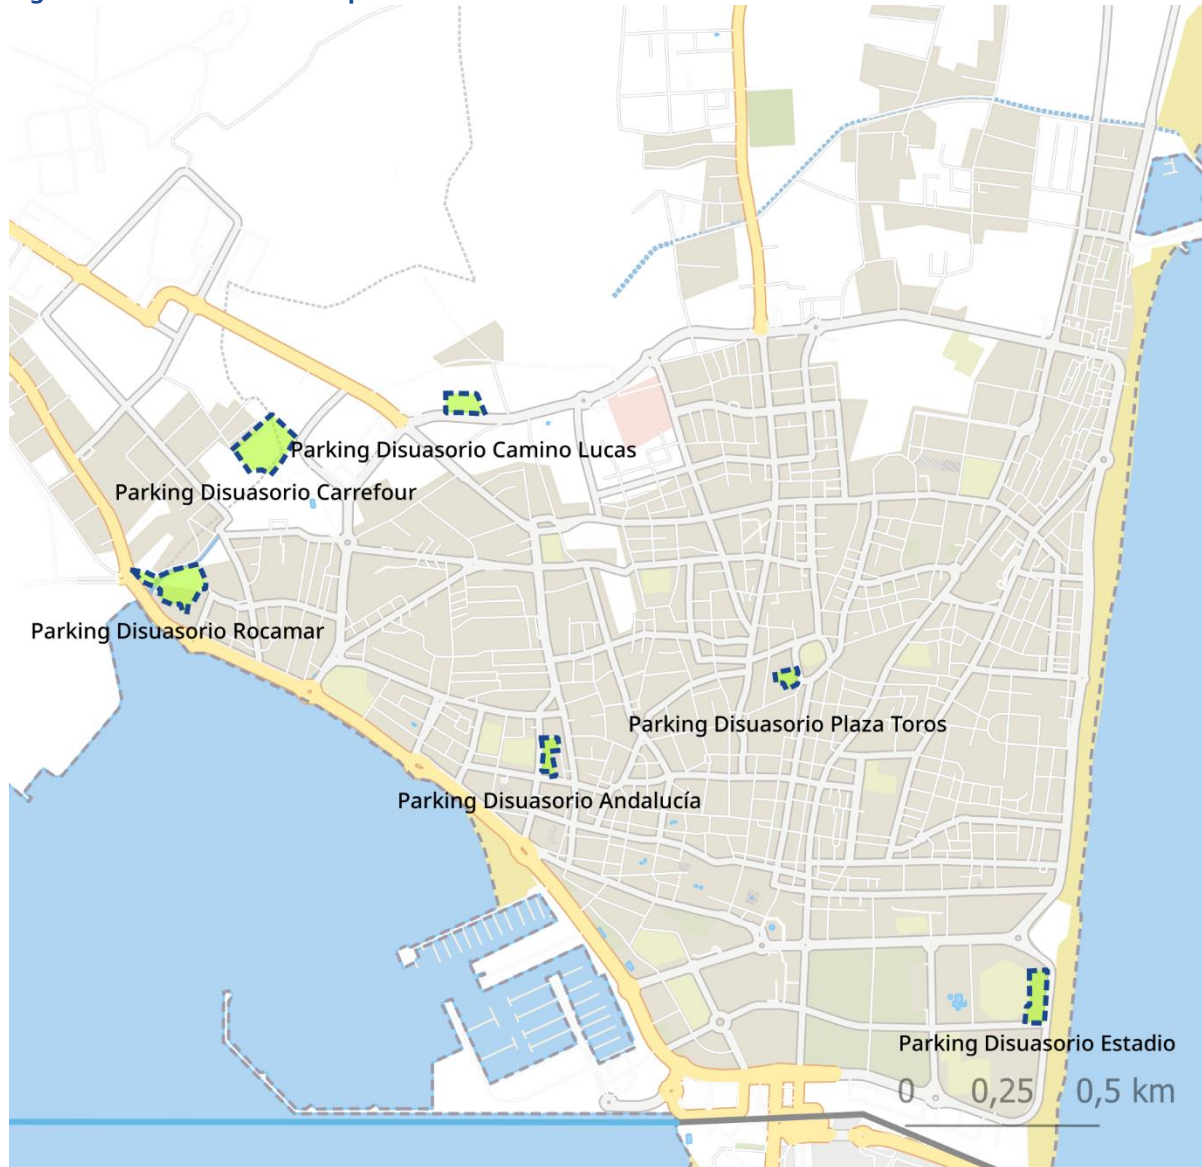 Parking Disuasorio Camino Lucas
Parking Disuasorio Carrefour
Parking Disuasorio Rocamar
Parking Disuasorio Plaza Toros
Parking Disuasorio Andalucía
Parking Disuasorio Estadio
0 0,25 0,5 km